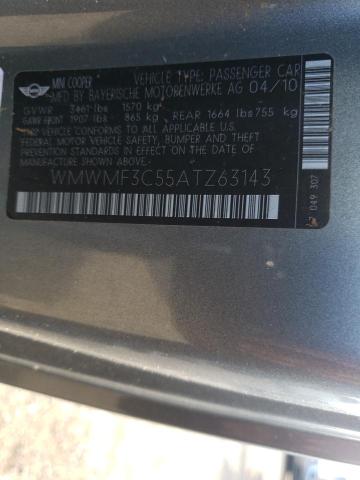 MINI COOPER
VEHICLE TYPE: PASSENGER CAR
MFD BY BAYERISCHE MOTORENWERKE AG 04/10
GVWR 3461 lbs 1570 kg
GAWR FRONT 1907 lbs 865 kg REAR 1664 lbs 755 kg
THIS VEHICLE CONFORMS TO ALL APPLICABLE U.S.
FEDERAL MOTOR VEHICLE SAFETY, BUMPER, AND THEFT
PREVENTION STANDARDS IN EFFECT ON THE DATE OF
MANUFACTURE SHOWN ABOVE.
WMWMF3C55ATZ63143
7 049 307